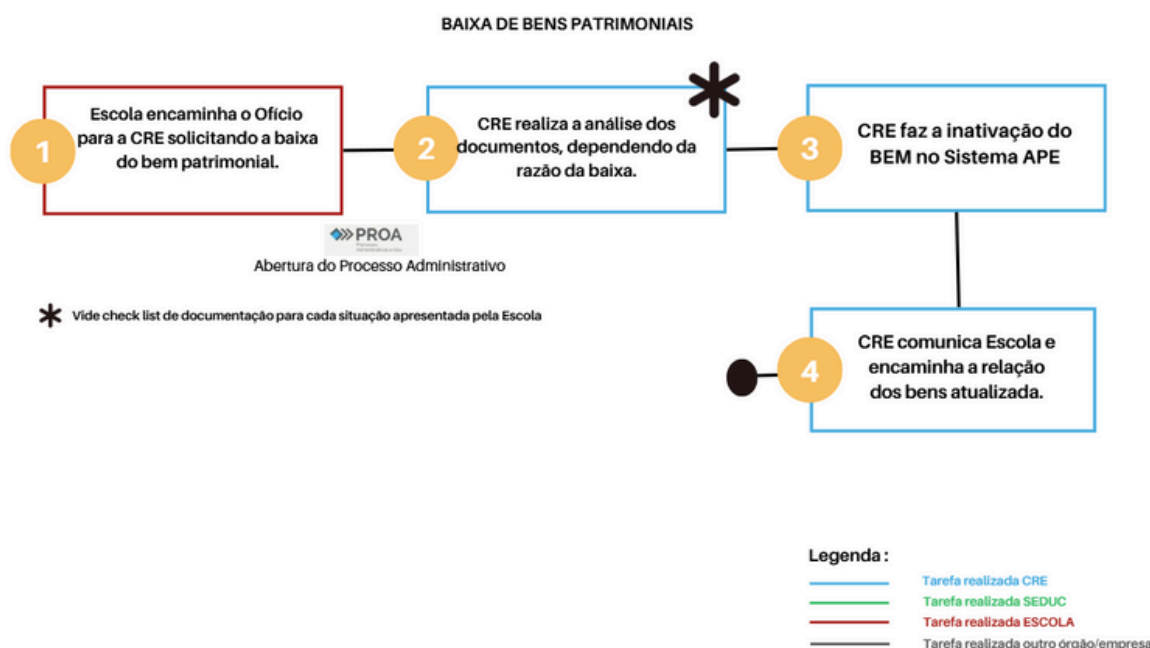 BAIXA DE BENS PATRIMONIAIS
1
Escola encaminha o Ofício
para a CRE solicitando a baixa
do bem patrimonial.
2
CRE realiza a análise dos
documentos, dependendo da
razão da baixa.
3
CRE faz a inativação do
BEM no Sistema APE
PROA
Abertura do Processo Administrativo
Vide check list de documentação para cada situação apresentada pela Escola
4
CRE comunica Escola e
encaminha a relação
dos bens atualizada.
Legenda :
Tarefa realizada CRE
Tarefa realizada SEDUC
Tarefa realizada ESCOLA
Tarefa realizada outro órgão/empresa